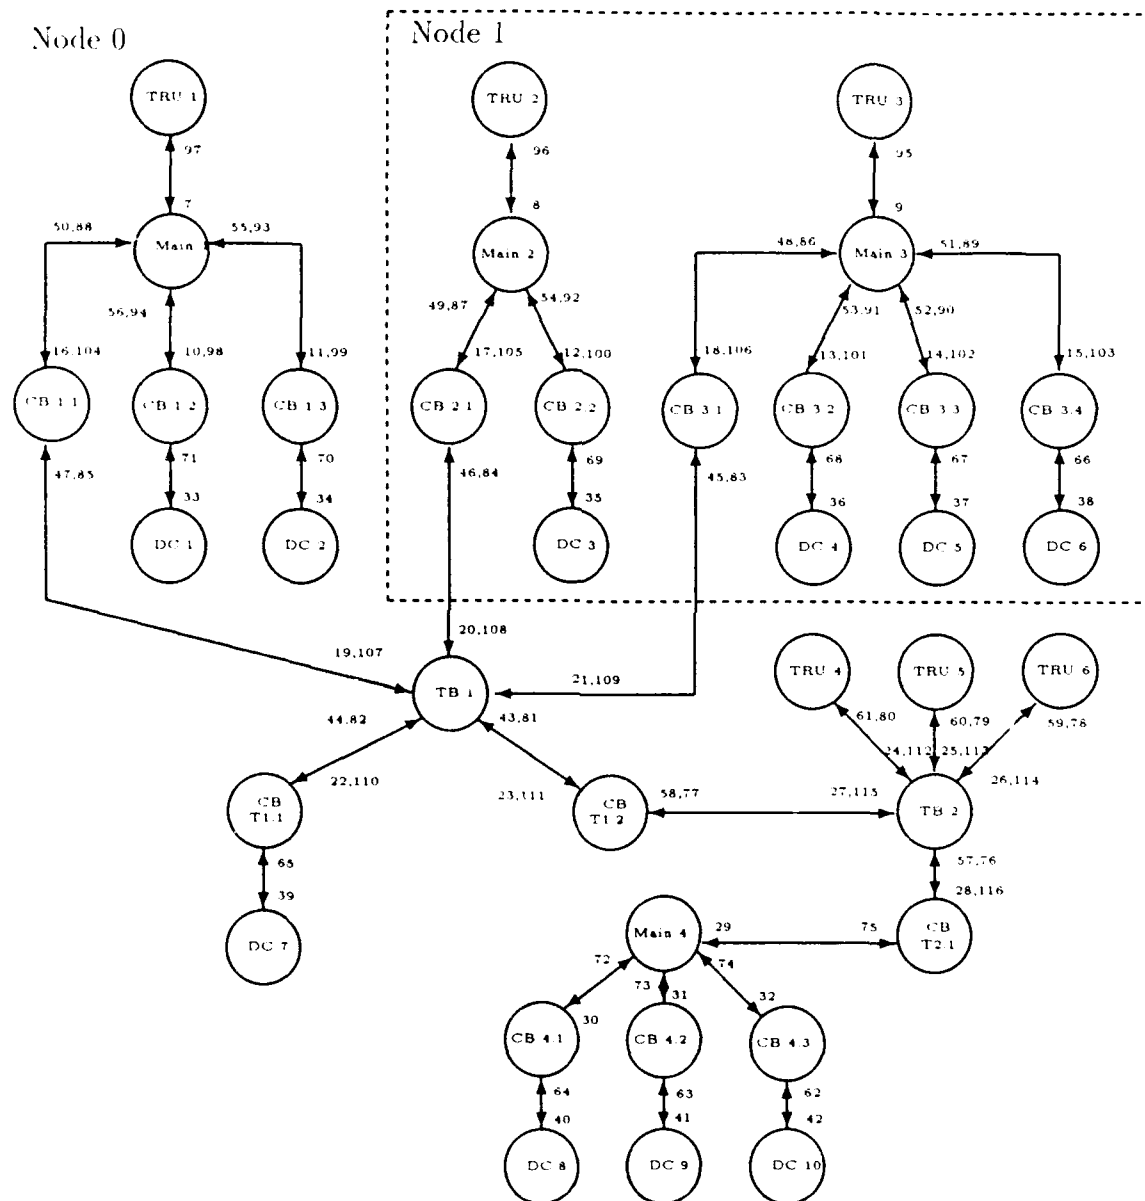 Node 0
Node 1
TRU 1
TRU 2
TRU 3
97
96
95
7
8
9
50,88
55,93
48,86
51,89
Main
Main 2
Main 3
56,94
49,87
54,92
53,91
52,90
16,104
10,98
11,99
17,105
12,100
18,106
13,101
14,102
15,103
CB 1.1
CB 1.2
CB 1.3
CB 2.1
CB 2.2
CB 3.1
CB 3.2
CB 3.3
CB 3.4
47,85
71
70
46,84
69
45,83
68
67
66
33
34
35
36
37
38
DC 1
DC 2
DC 3
DC 4
DC 5
DC 6
20,108
19,107
21,109
TRU 4
TRU 5
TRU 6
TB 1
44,82
43,81
61,80
60,79
59,78
24,112
25,113
26,114
22,110
23,111
58,77
27,115
CB
T1.1
CB
T1.2
TB 2
65
57,76
39
28,116
DC 7
Main 4
29
75
CB
T2.1
72
73
74
30
31
32
CB 4.1
CB 4.2
CB 4.3
64
63
62
40
41
42
DC 8
DC 9
DC 10